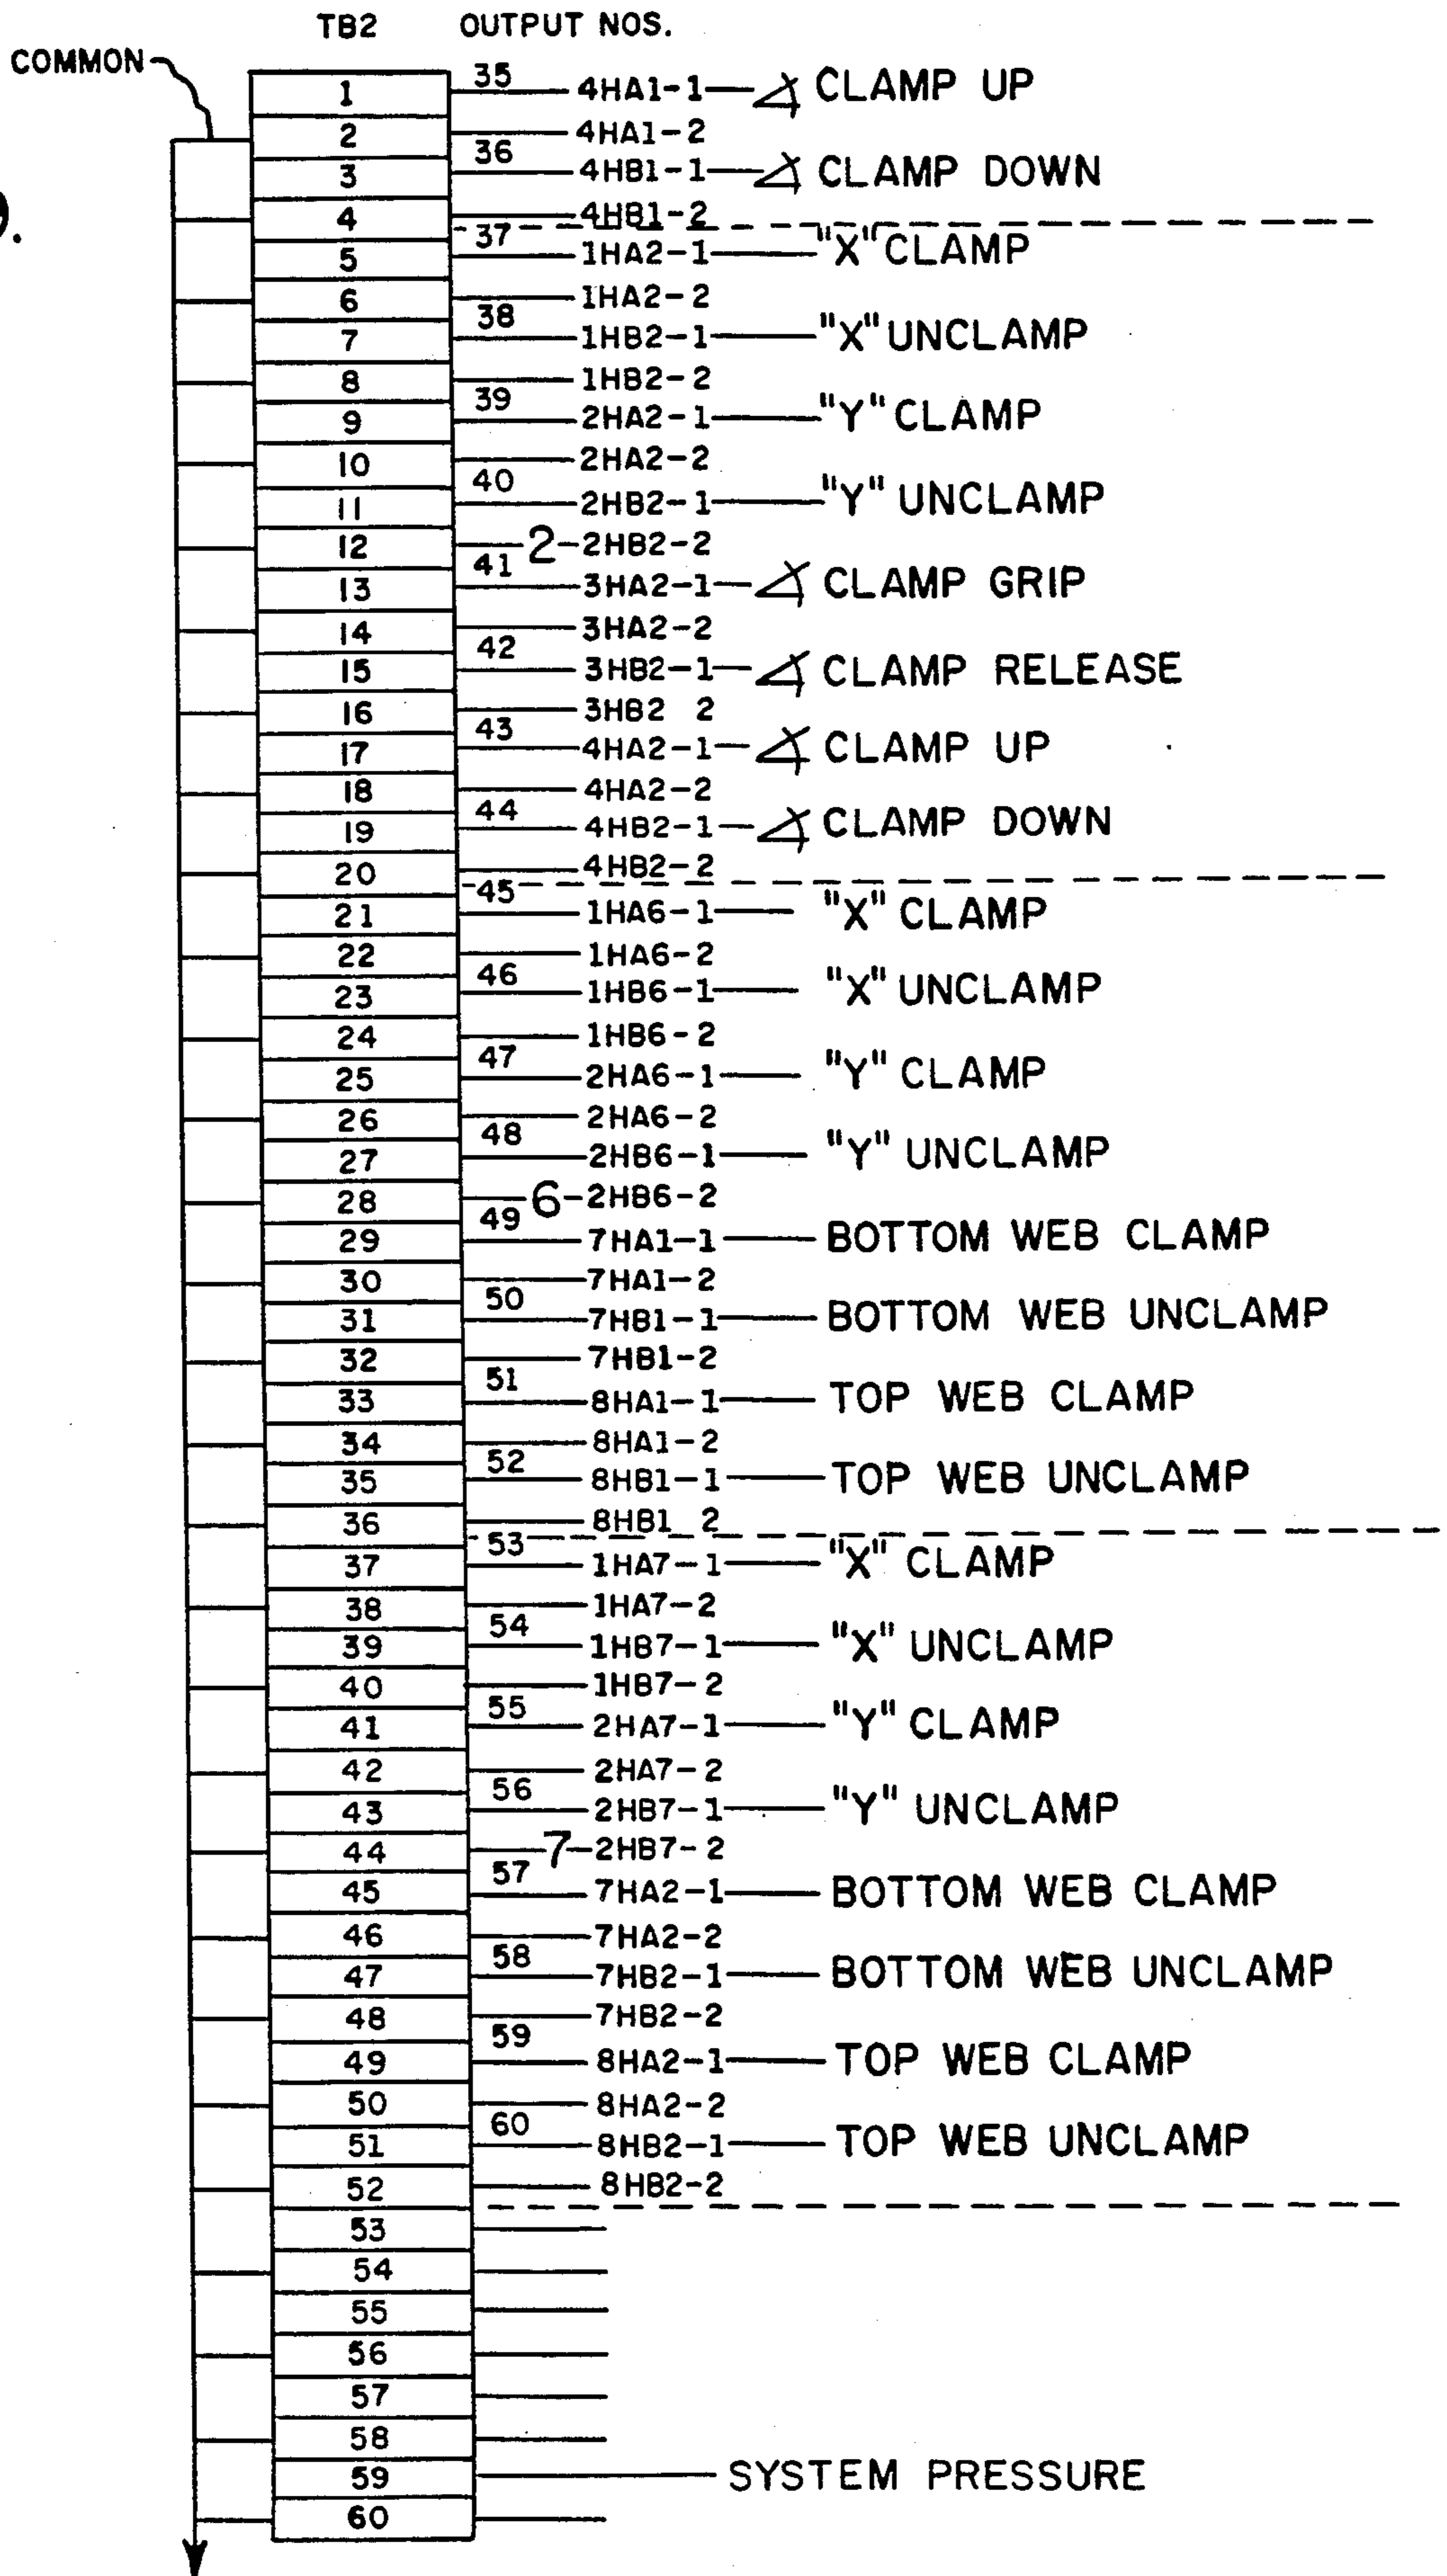 TB2 OUTPUT NOS.
COMMON
1 35 4HA1-1 CLAMP UP
2 4HA1-2
3 36 4HB1-1 CLAMP DOWN
4 4HB1-2
).
5 37 1HA2-1 "X" CLAMP
6 1HA2-2
7 38 1HB2-1 "X" UNCLAMP
8 1HB2-2
9 39 2HA2-1 "Y" CLAMP
10 2HA2-2
11 40 2HB2-1 "Y" UNCLAMP
12 2 2HB2-2
13 41 3HA2-1 CLAMP GRIP
14 3HA2-2
15 42 3HB2-1 CLAMP RELEASE
16 3HB2 2
17 43 4HA2-1 CLAMP UP
18 4HA2-2
19 44 4HB2-1 CLAMP DOWN
20 4HB2-2
21 45 1HA6-1 "X" CLAMP
22 1HA6-2
23 46 1HB6-1 "X" UNCLAMP
24 1HB6-2
25 47 2HA6-1 "Y" CLAMP
26 2HA6-2
27 48 2HB6-1 "Y" UNCLAMP
28 6 2HB6-2
29 49 7HA1-1 BOTTOM WEB CLAMP
30 7HA1-2
31 50 7HB1-1 BOTTOM WEB UNCLAMP
32 7HB1-2
33 51 8HA1-1 TOP WEB CLAMP
34 8HA1-2
35 52 8HB1-1 TOP WEB UNCLAMP
36 8HB1 2
37 53 1HA7-1 "X" CLAMP
38 1HA7-2
39 54 1HB7-1 "X" UNCLAMP
40 1HB7-2
41 55 2HA7-1 "Y" CLAMP
42 2HA7-2
43 56 2HB7-1 "Y" UNCLAMP
44 7 2HB7-2
45 57 7HA2-1 BOTTOM WEB CLAMP
46 7HA2-2
47 58 7HB2-1 BOTTOM WEB UNCLAMP
48 7HB2-2
49 59 8HA2-1 TOP WEB CLAMP
50 8HA2-2
51 60 8HB2-1 TOP WEB UNCLAMP
52 8HB2-2
53
54
55
56
57
58
59 SYSTEM PRESSURE
60